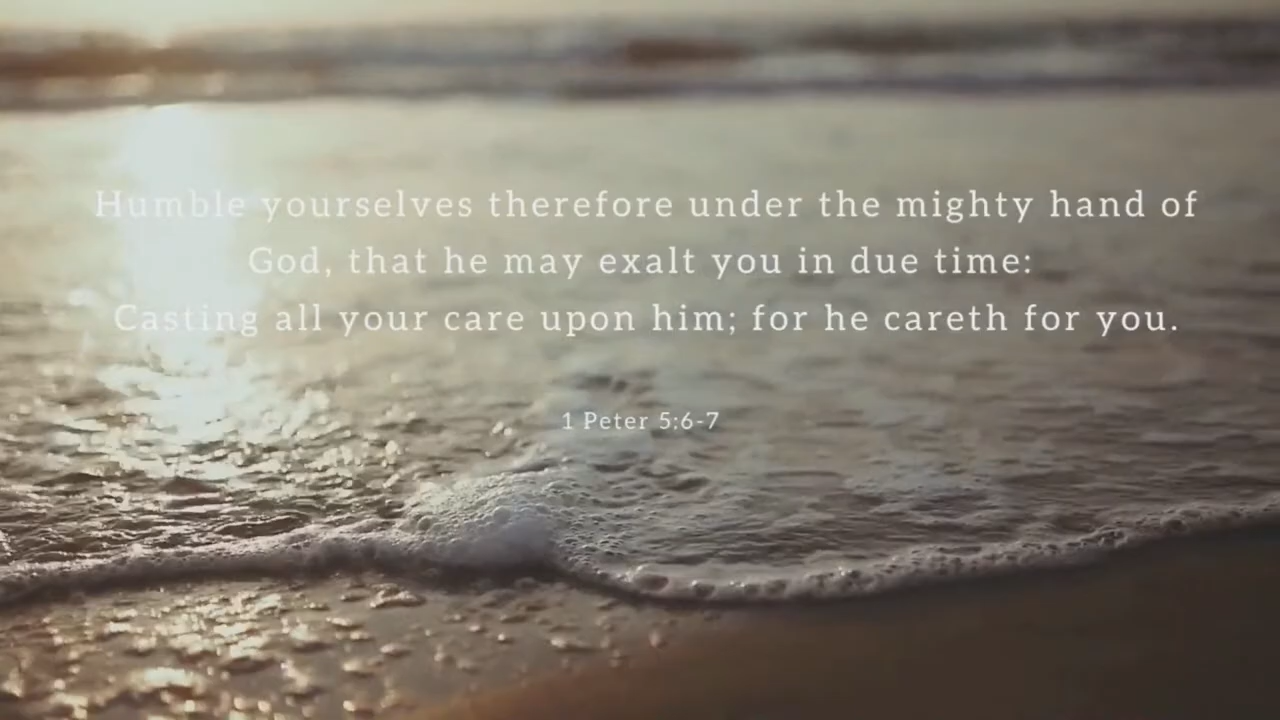 Humble yourselves therefore under the mighty hand of
God, that he may exalt you in due time:
Casting all your care upon him; for he careth for you.
1 Peter 5:6-7